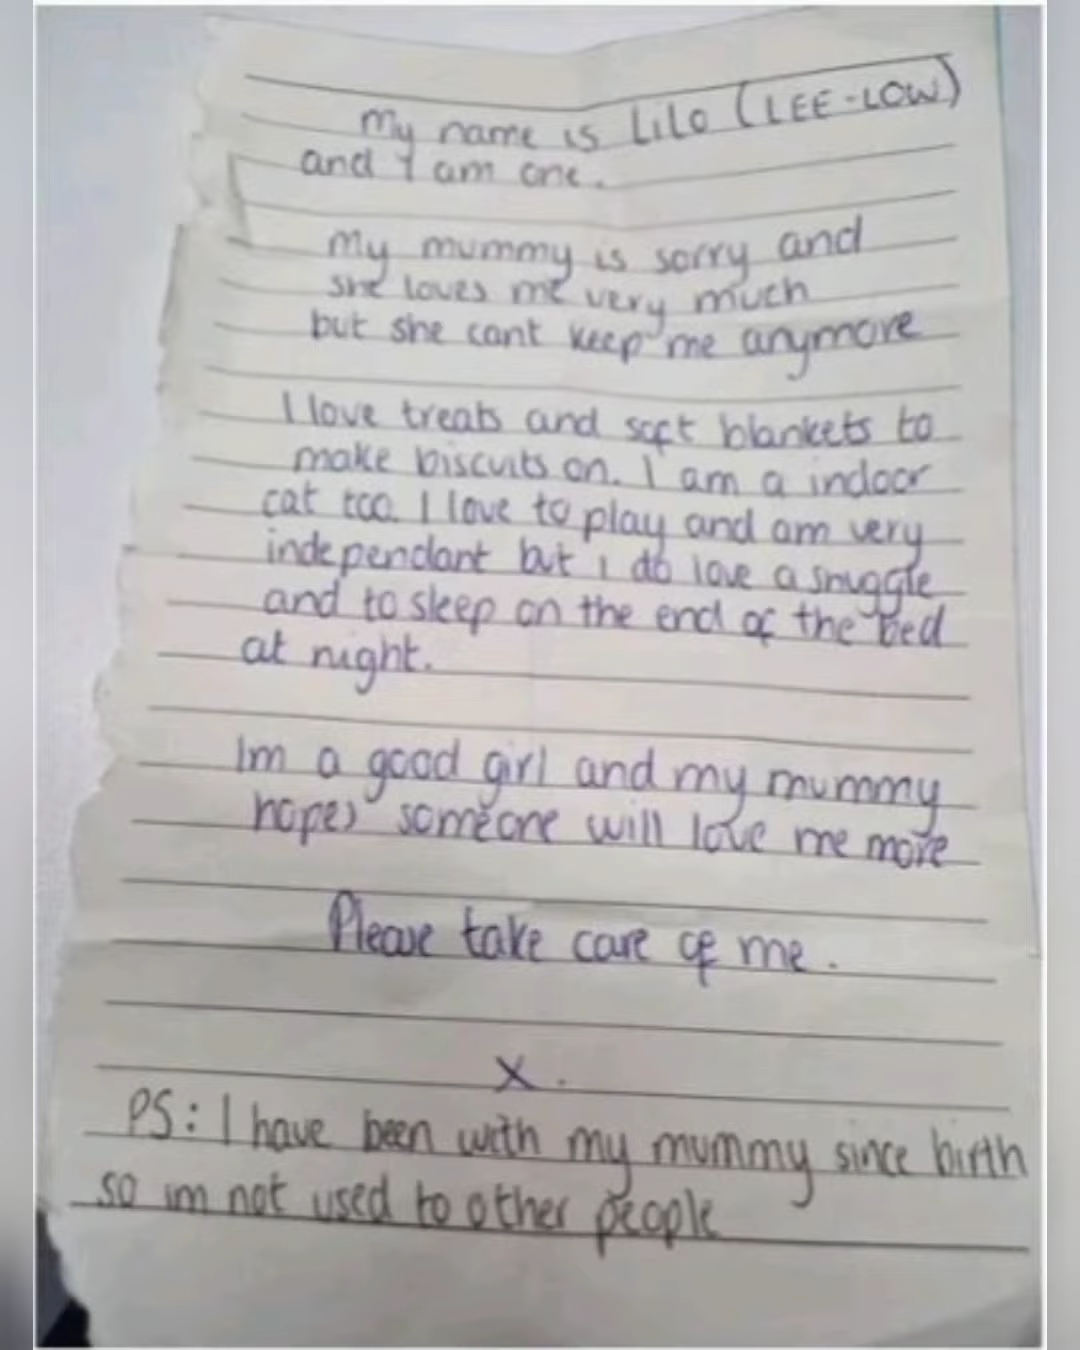 My name is LiLo (LEE-LOW)
and I am one.
My mummy is sorry and
she loves me very much
but she cant keep me anymore
I love treats and soft blankets to
make biscuits on. I am a indoor
cat too. I love to play and am very
independant but i do love a snuggle
and to sleep on the end of the bed
at night.
Im a good girl and my mummy
hopes someone will love me more
Please take care of me.
X.
PS: I have been with my mummy since birth
so im not used to other people